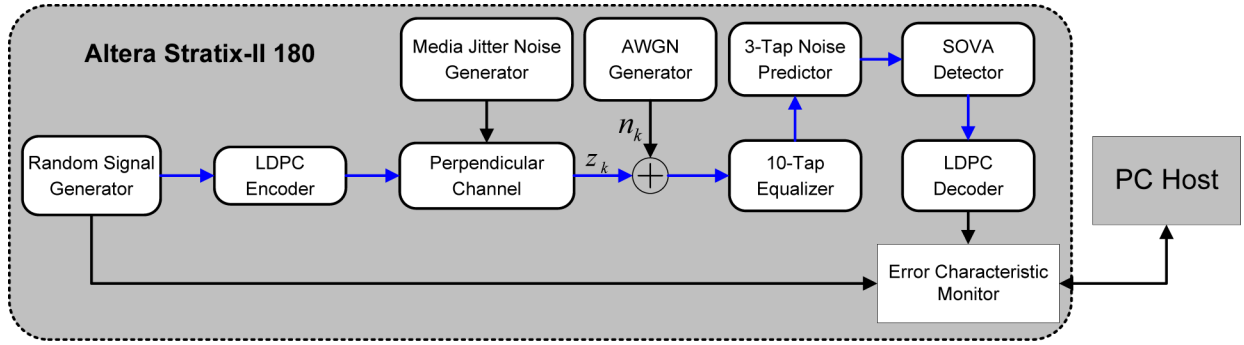 Altera Stratix-II 180
Media Jitter Noise
Generator
AWGN
Generator
3-Tap Noise
Predictor
SOVA
Detector
n_k
Random Signal
Generator
LDPC
Encoder
Perpendicular
Channel
z_k
+
10-Tap
Equalizer
LDPC
Decoder
PC Host
Error Characteristic
Monitor